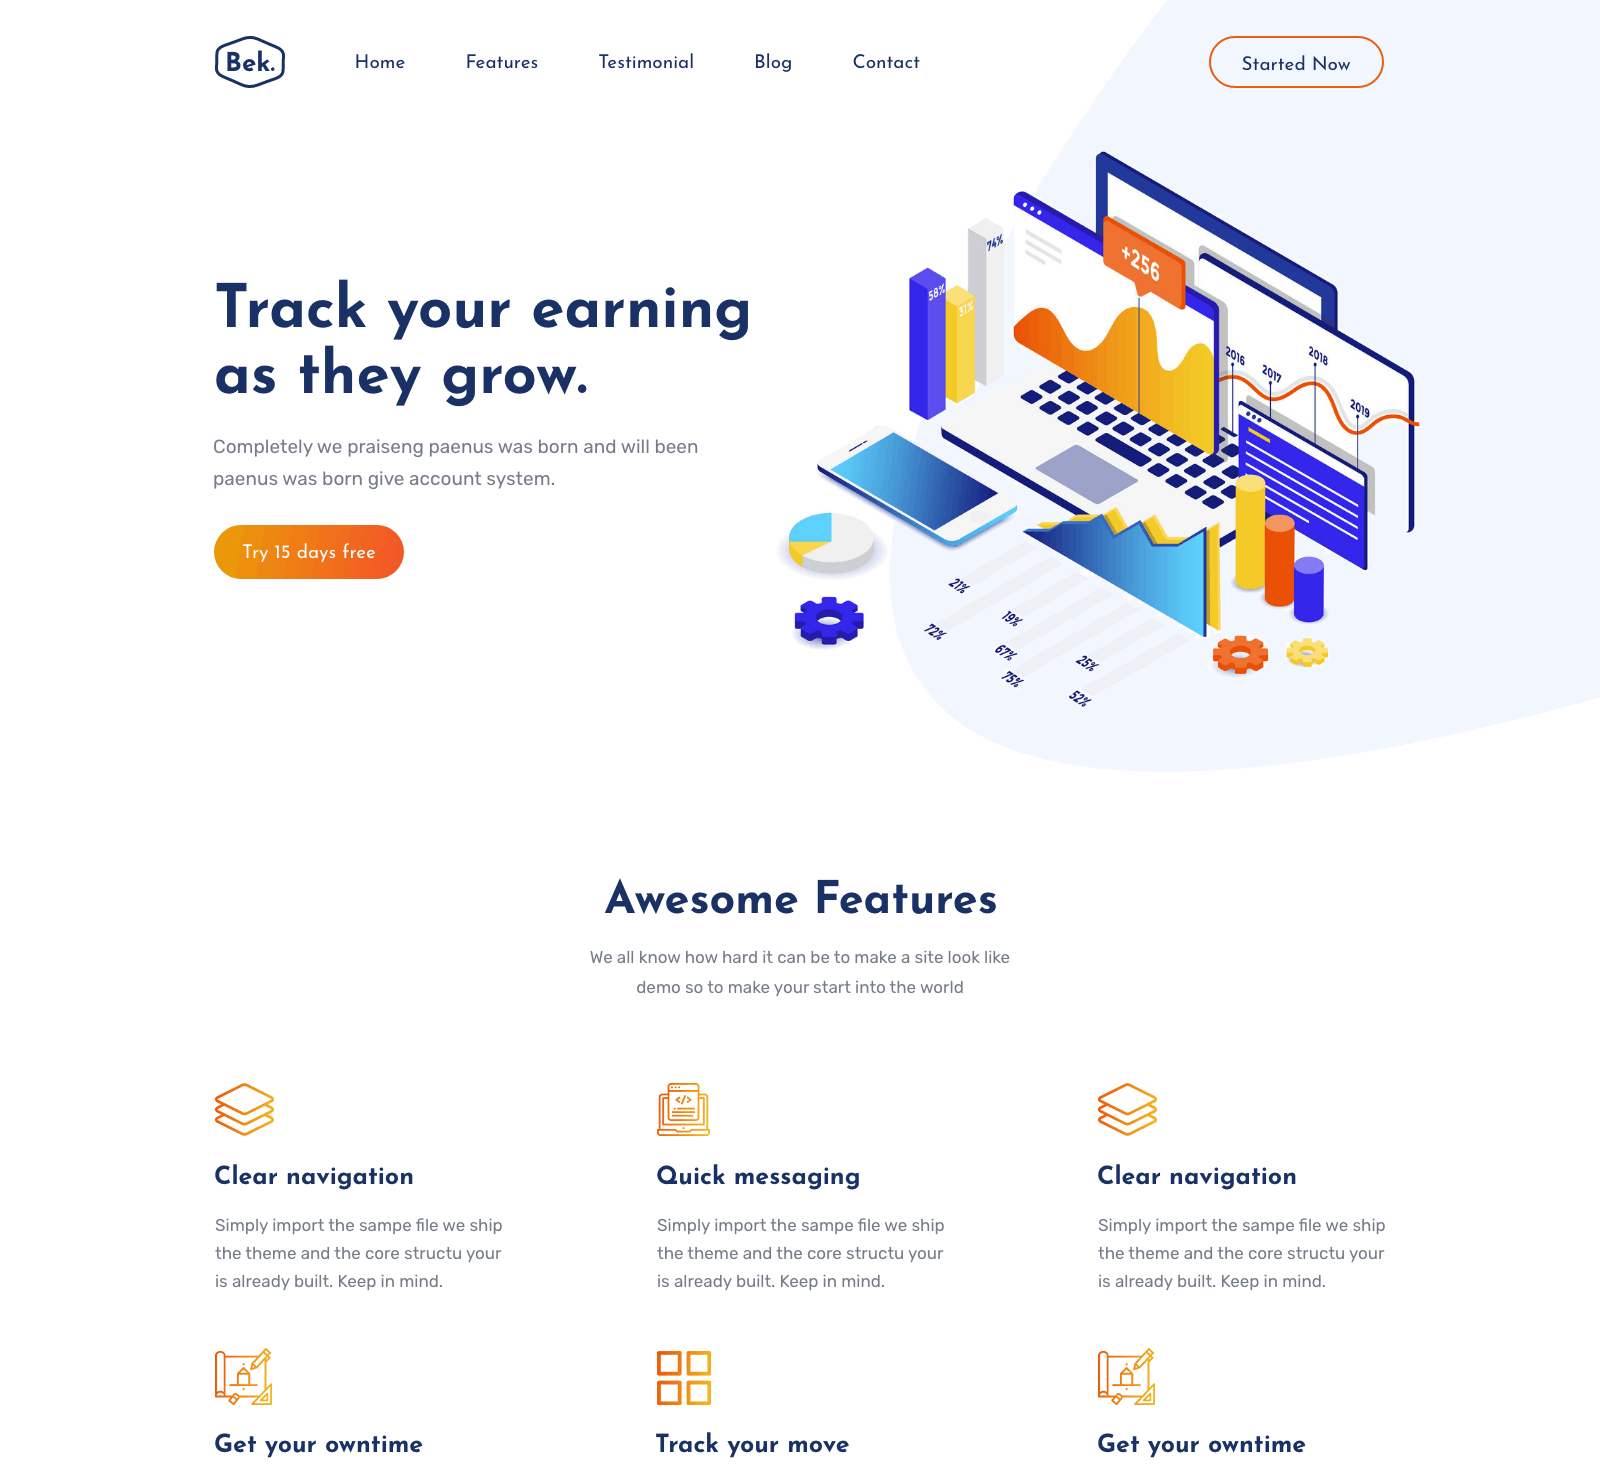 Bek.
Home Features Testimonial Blog Contact
Started Now
Track your earning
as they grow.
Completely we praiseng paenus was born and will been
paenus was born give account system.
Try 15 days free
74%
58%
31%
+256
2016
2017
2018
2019
21%
72%
19%
67%
75%
25%
52%
Awesome Features
We all know how hard it can be to make a site look like
demo so to make your start into the world
Clear navigation
Simply import the sampe file we ship
the theme and the core structu your
is already built. Keep in mind.
Quick messaging
Simply import the sampe file we ship
the theme and the core structu your
is already built. Keep in mind.
Clear navigation
Simply import the sampe file we ship
the theme and the core structu your
is already built. Keep in mind.
Get your owntime
Track your move
Get your owntime